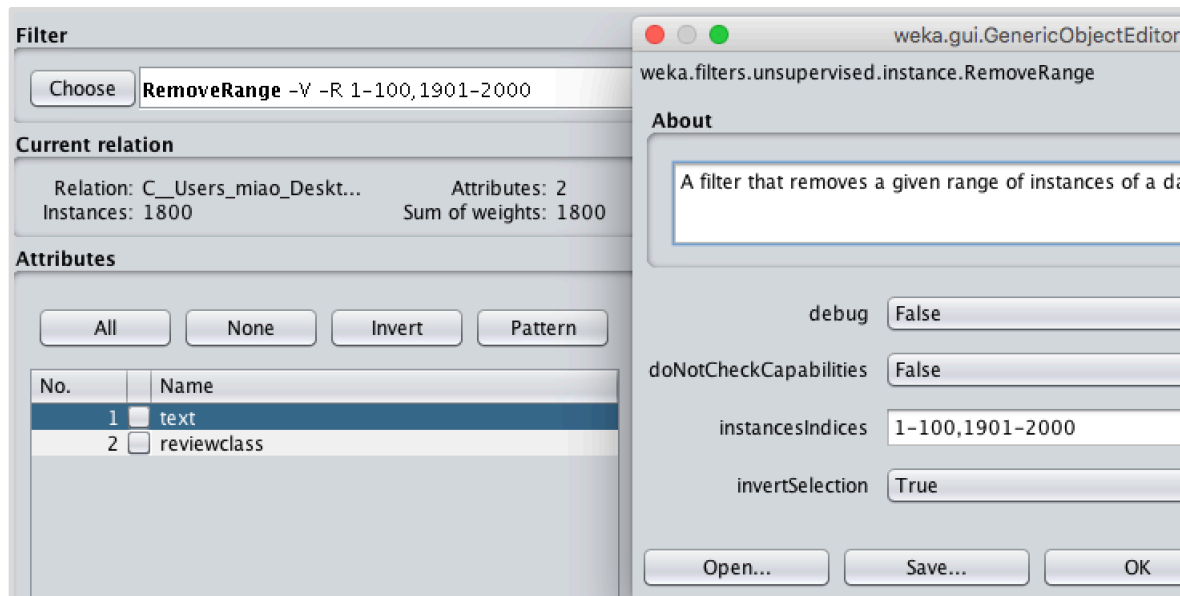 Filter
Choose RemoveRange -V -R 1-100,1901-2000
Current relation
Relation: C__Users_miao_Deskt... Attributes: 2
Instances: 1800 Sum of weights: 1800
Attributes
All None Invert Pattern
No. Name
1 text
2 reviewclass
weka.gui.GenericObjectEditor
weka.filters.unsupervised.instance.RemoveRange
About
A filter that removes a given range of instances of a da
debug False
doNotCheckCapabilities False
instancesIndices 1-100,1901-2000
invertSelection True
Open... Save... OK